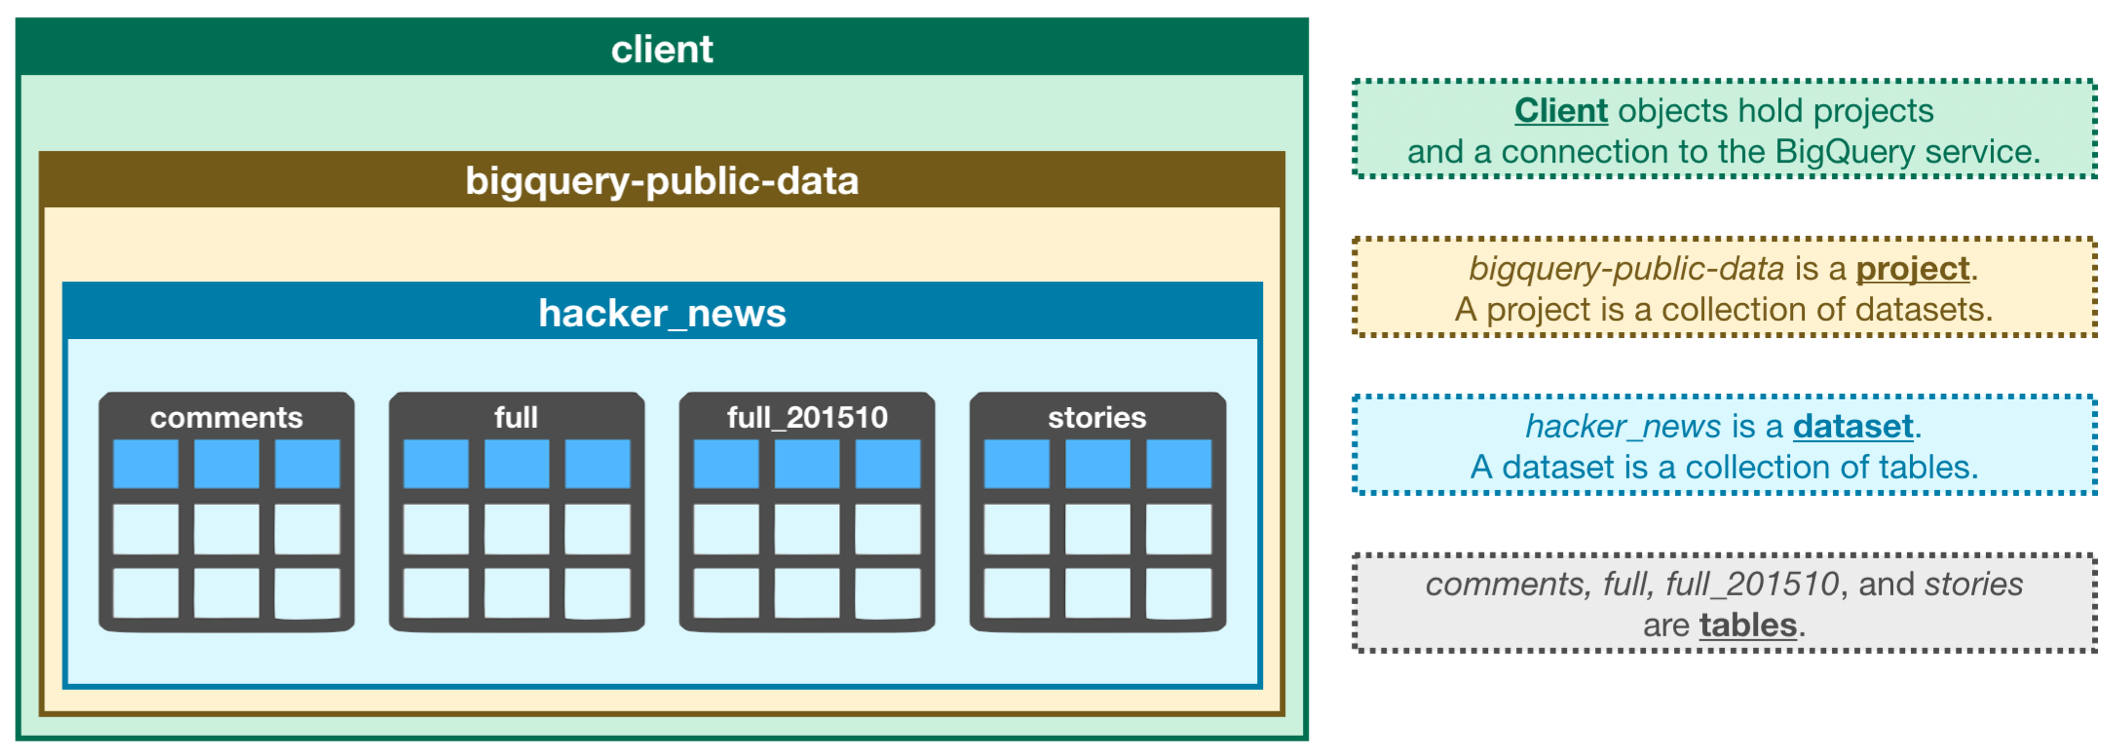 client
bigquery-public-data
hacker_news
comments
full
full_201510
stories
Client objects hold projects
and a connection to the BigQuery service.
bigquery-public-data is a project.
A project is a collection of datasets.
hacker_news is a dataset.
A dataset is a collection of tables.
comments, full, full_201510, and stories
are tables.